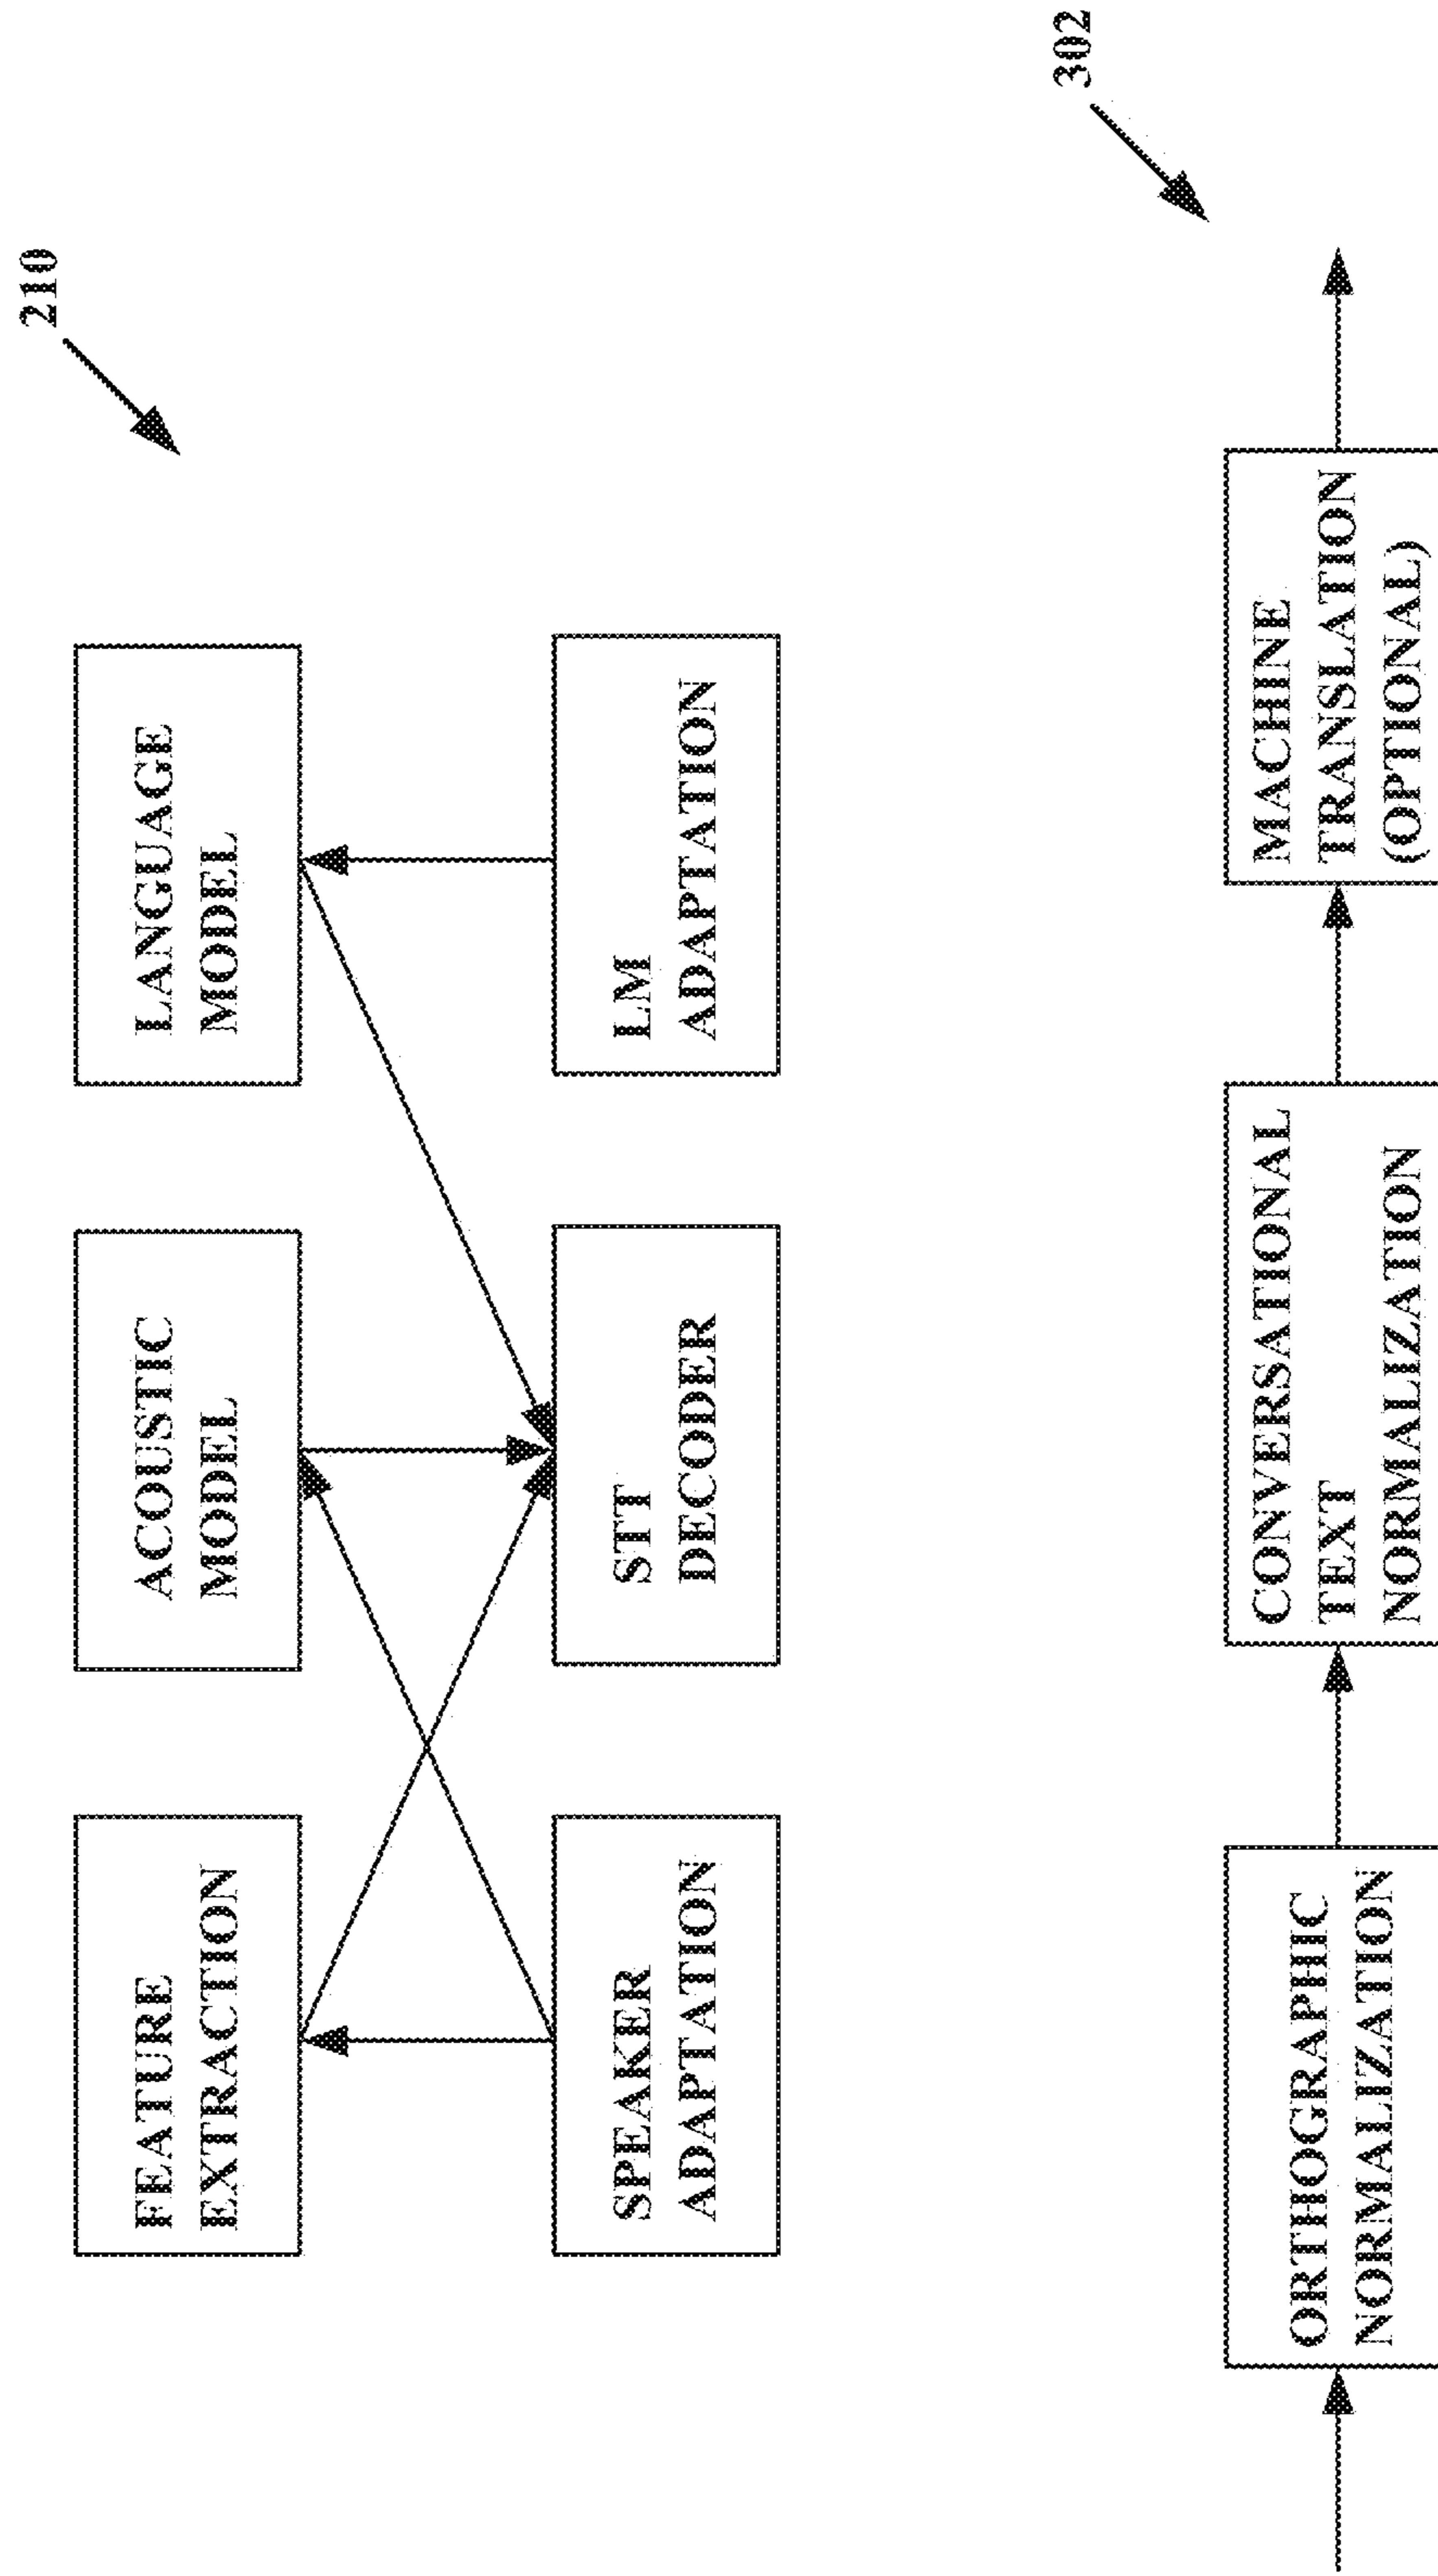 210
FEATURE
EXTRACTION
ACOUSTIC
MODEL
LANGUAGE
MODEL
SPEAKER
ADAPTATION
STT
DECODER
LM
ADAPTATION
302
ORTHOGRAPHIC
NORMALIZATION
CONVERSATIONAL
TEXT
NORMALIZATION
MACHINE
TRANSLATION
(OPTIONAL)